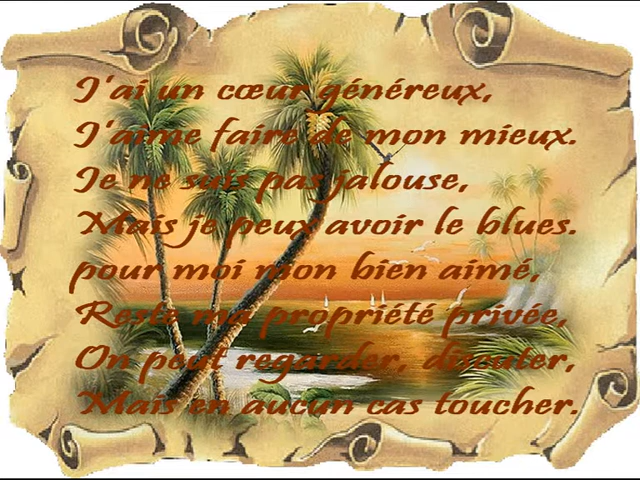 J'ai un cœur généreux,
J'aime faire de mon mieux.
Je ne suis pas jalouse,
Mais je peux avoir le blues.
pour moi mon bien aimé,
Reste ma propriété privée,
On peut regarder, discuter,
Mais en aucun cas toucher.